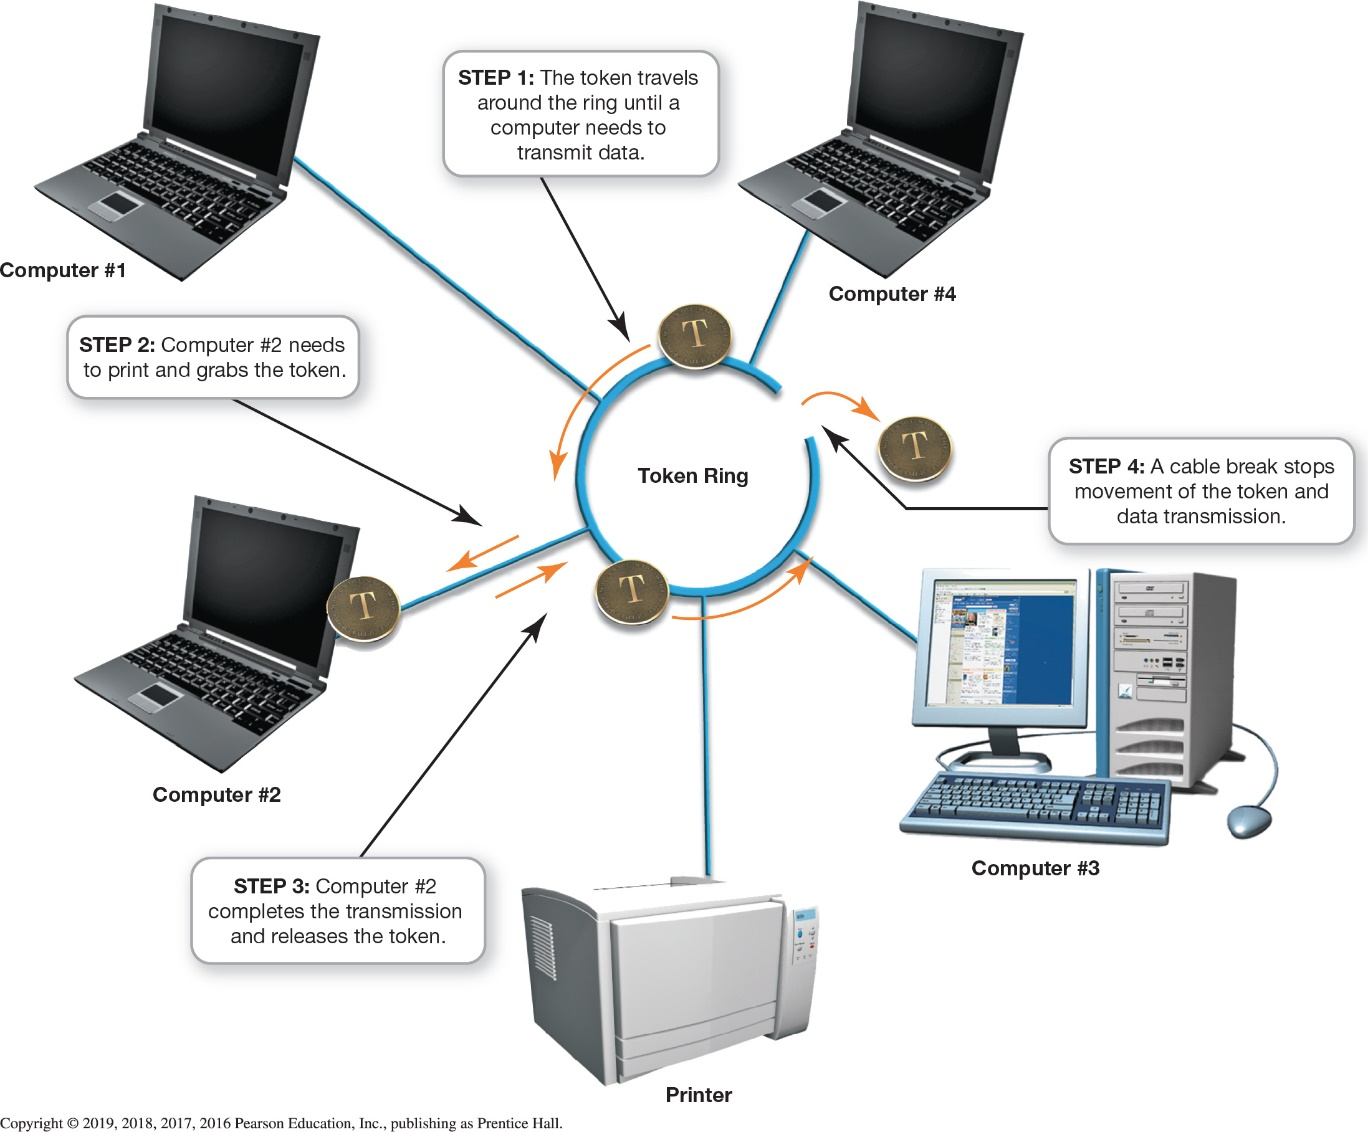 STEP 1: The token travels
around the ring until a
computer needs to
transmit data.
Computer #1
Computer #4
T
STEP 2: Computer #2 needs
to print and grabs the token.
T
Token Ring
STEP 4: A cable break stops
movement of the token and
data transmission.
T
T
Computer #2
STEP 3: Computer #2
completes the transmission
and releases the token.
Computer #3
Printer
Copyright © 2019, 2018, 2017, 2016 Pearson Education, Inc., publishing as Prentice Hall.